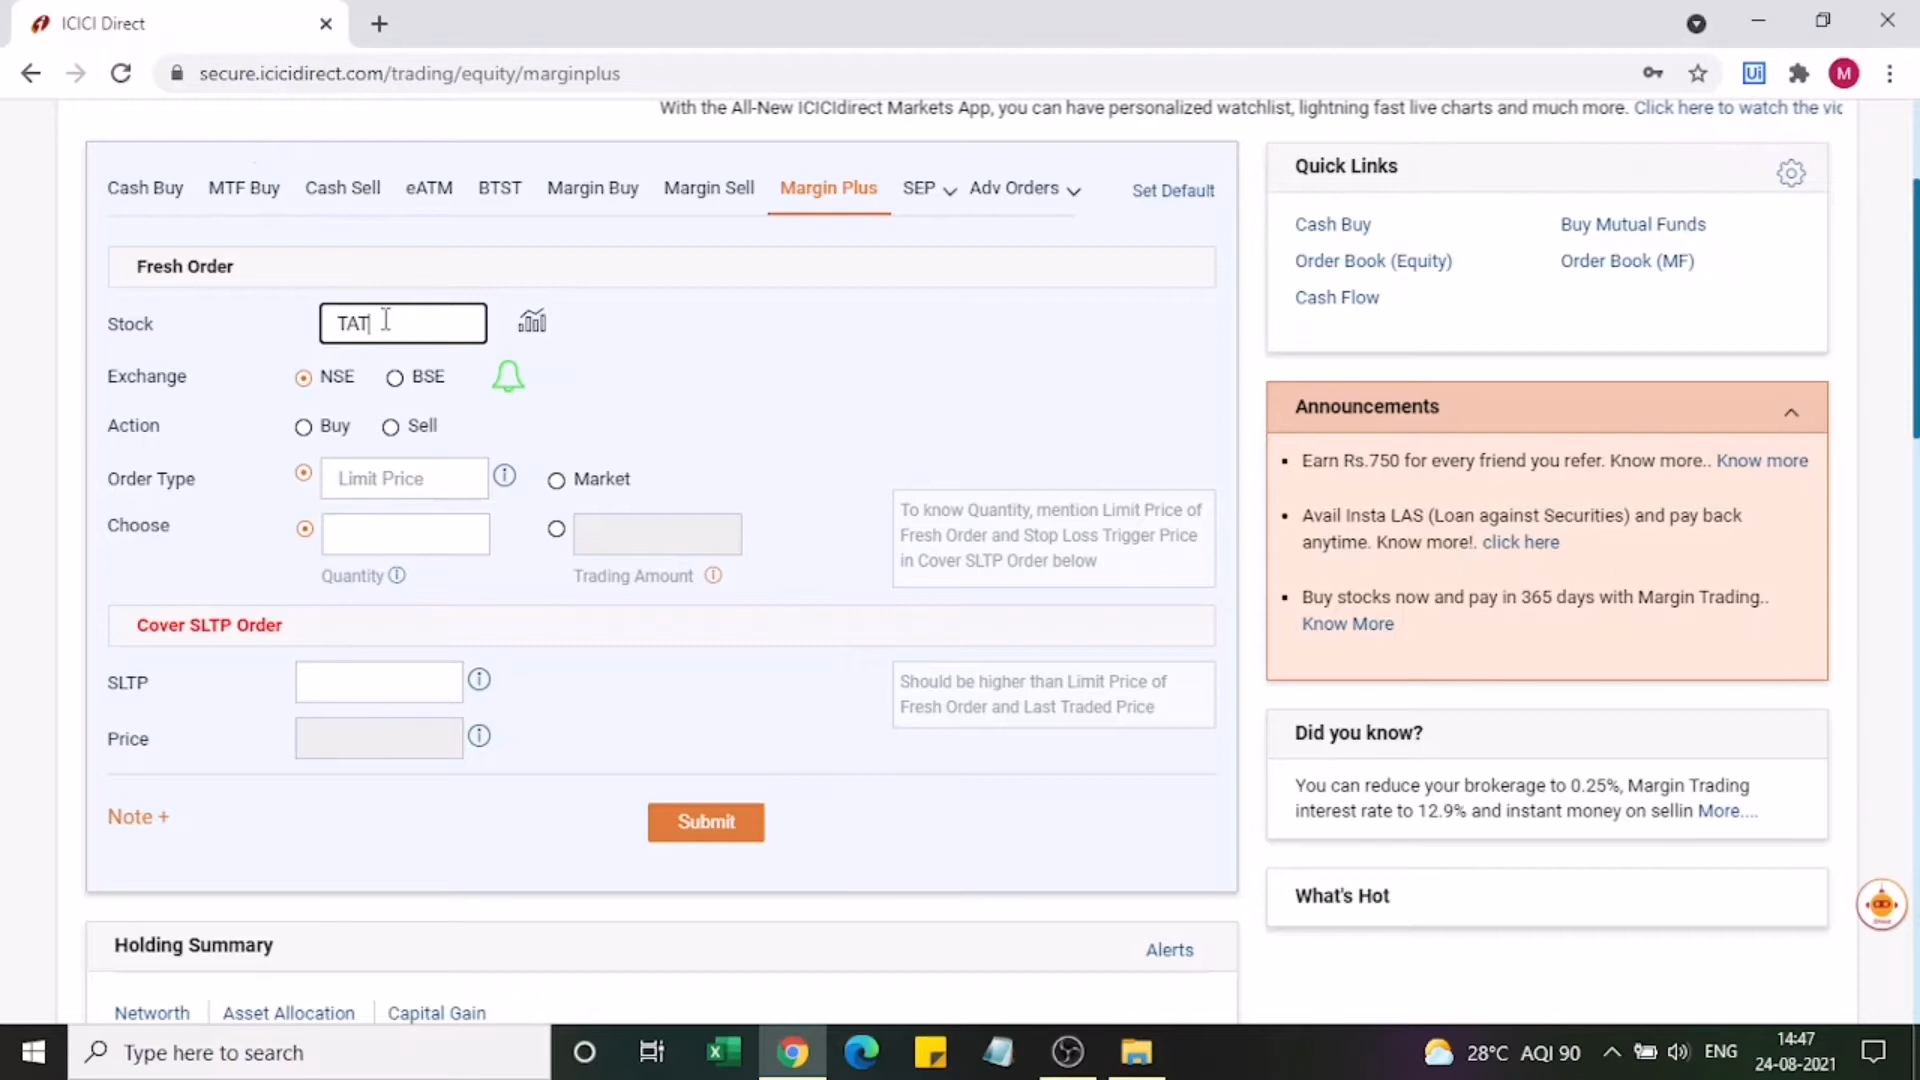 ICICI Direct
secure.icicidirect.com/trading/equity/marginplus
Ui
M
With the All-New ICICIdirect Markets App, you can have personalized watchlist, lightning fast live charts and much more. Click here to watch the vic
Cash Buy MTF Buy Cash Sell eATM BTST Margin Buy Margin Sell Margin Plus SEP Adv Orders Set Default
Fresh Order
Stock TAT
Exchange NSE BSE
Action Buy Sell
Order Type Limit Price Market
Choose
Quantity Trading Amount
To know Quantity, mention Limit Price of
Fresh Order and Stop Loss Trigger Price
in Cover SLTP Order below
Cover SLTP Order
SLTP
Price
Should be higher than Limit Price of
Fresh Order and Last Traded Price
Note +
Submit
Holding Summary
Alerts
Networth Asset Allocation Capital Gain
Quick Links
Cash Buy Buy Mutual Funds
Order Book (Equity) Order Book (MF)
Cash Flow
Announcements
Earn Rs.750 for every friend you refer. Know more.. Know more
Avail Insta LAS (Loan against Securities) and pay back
anytime. Know more!. click here
Buy stocks now and pay in 365 days with Margin Trading..
Know More
Did you know?
You can reduce your brokerage to 0.25%, Margin Trading
interest rate to 12.9% and instant money on sellin More....
What's Hot
Type here to search
28°C AQI 90
ENG
14:47
24-08-2021